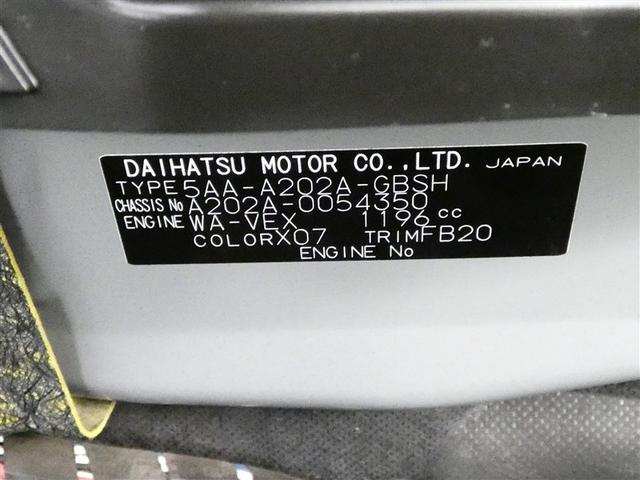 DAIHATSU MOTOR CO.,LTD. JAPAN
TYPE 5AA-A202A-GBSH
CHASSIS No A202A-0054350
ENGINE WA-VEX 1196 cc
COLOR X07 TRIM FB20
ENGINE No